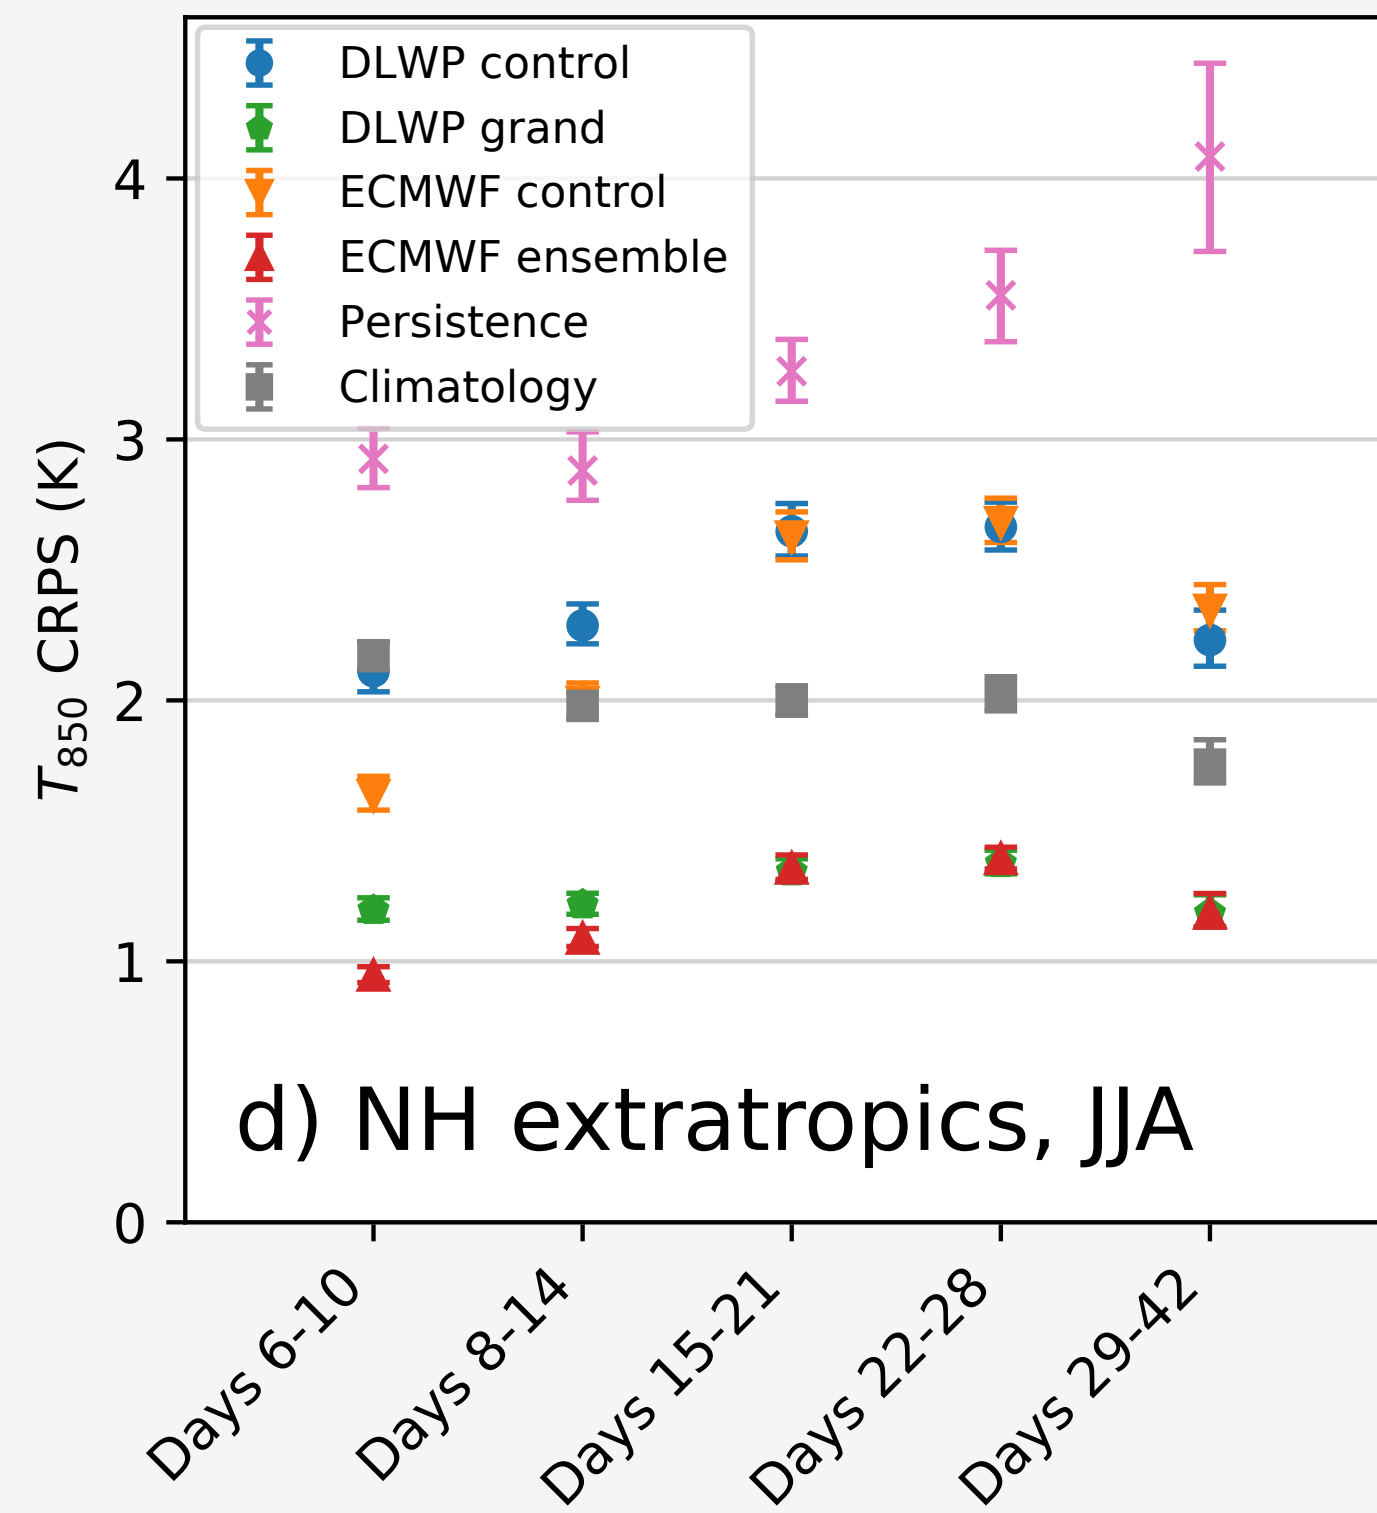 DLWP control
DLWP grand
ECMWF control
ECMWF ensemble
Persistence
Climatology
4
3
2
1
0
T850 CRPS (K)
d) NH extratropics, JJA
Days 6-10
Days 8-14
Days 15-21
Days 22-28
Days 29-42